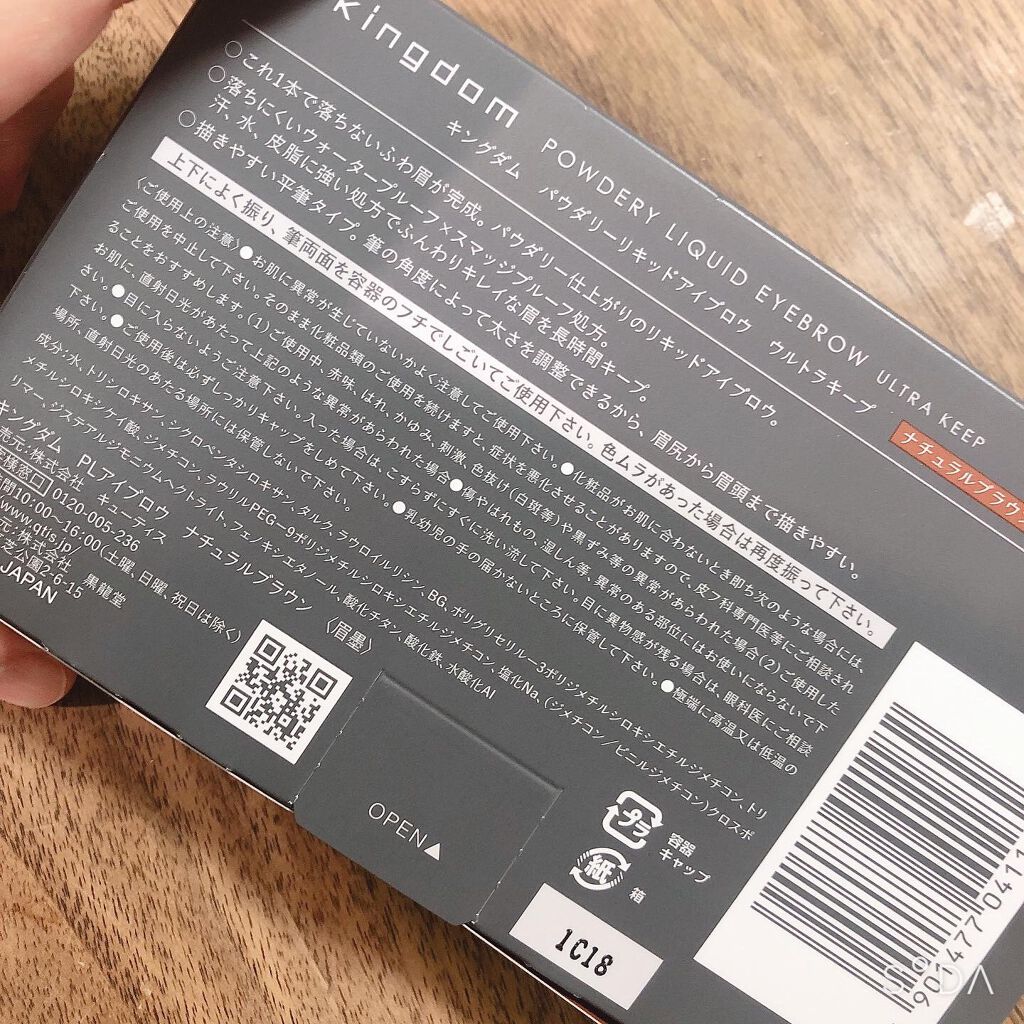 kingdom POWDERY LIQUID EYEBROW ULTRA KEEP
キングダム パウダリーリキッドアイブロウ ウルトラキープ ナチュラルブラウ
○これ1本で落ちないふわ眉が完成。パウダリー仕上がりのリキッドアイブロウ。
○落ちにくいウォータープルーフ×スマッジプルーフ処方。
汗、水、皮脂に強い処方でふんわりキレイな眉を長時間キープ。
○描きやすい平筆タイプ。筆の角度によって太さを調整できるから、眉尻から眉頭まで描きやすい。
上下によく振り、筆両面を容器のフチでしごいてご使用下さい。色ムラがあった場合は再度振って下さい。
〈ご使用上の注意〉●お肌に異常が生じていないかよく注意してご使用下さい。●化粧品がお肌に合わないとき即ち次のような場合には、
ご使用を中止して下さい。そのまま化粧品類のご使用を続けますと、症状を悪化させることがありますので、皮フ科専門医等にご相談され
ることをおすすめします。(1)ご使用中、赤味、はれ、かゆみ、刺激、色抜け(白斑等)や黒ずみ等の異常があらわれた場合(2)ご使用した
お肌に、直射日光があたって上記のような異常があらわれた場合●傷やはれもの、湿しん等、異常のある部位にはお使いにならないで下
さい。●目に入らないようご注意下さい。入った場合は、こすらずにすぐに洗い流して下さい。目に異物感が残る場合は、眼科医にご相談
下さい。●ご使用後は必ずしっかりキャップをしめて下さい。●乳幼児の手の届かないところに保管して下さい。●極端に高温又は低温の
場所、直射日光のあたる場所には保管しないで下さい。
成分:水、トリシロキサン、シクロペンタシロキサン、タルク、ラウロイルリシン、BG、ポリグリセリルー3ポリジメチルシロキシエチルジメチコン、トリ
メチルシロキシケイ酸、ジメチコン、ラウリルPEGー9ポリジメチルシロキシエチルジメチコン、塩化Na、(ジメチコン/ビニルジメチコン)クロスポ
リマー、ジステアルジモニウムヘクトライト、フェノキシエタノール、酸化チタン、酸化鉄、水酸化Al
キングダム PLアイブロウ ナチュラルブラウン 〈眉墨〉
売元:株式会社 キューティス
客様窓口 0120-005-236
間10:00〜16:00(土曜、日曜、祝日は除く)
www.qtis.jp/
元:株式会社 黒龍堂
芝公園2-6-15
JAPAN
OPEN▲
プラ 容器
キャップ
紙 箱
1C18
904770411
SODA